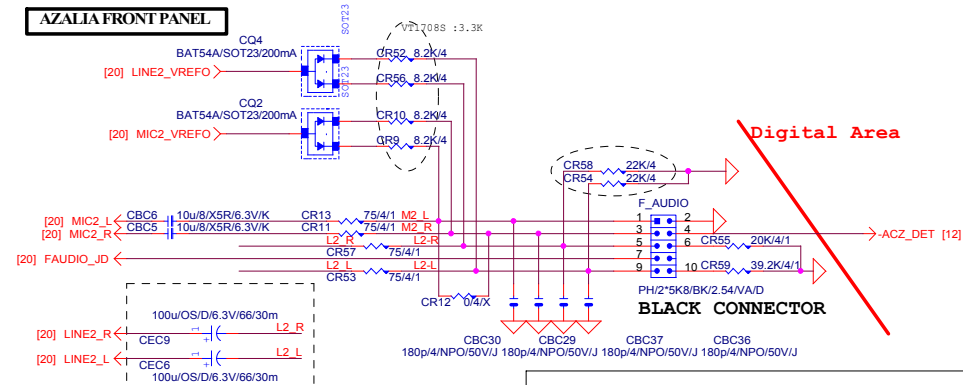 AZALIA FRONT PANEL
SOT23
VT1708S :3.3K
CQ4
BAT54A/SOT23/200mA
CR52 8.2K/4
[20] LINE2_VREFO
SOT23
CR56 8.2K/4
CQ2
BAT54A/SOT23/200mA
CR10 8.2K/4
[20] MIC2_VREFO
CR9 8.2K/4
Digital Area
CR58 22K/4
CR54 22K/4
F_AUDIO
[20] MIC2_L CBC6 10u/8/X5R/6.3V/K CR13 75/4/1 M2_L 1 2
[20] MIC2_R CBC5 10u/8/X5R/6.3V/K CR11 75/4/1 M2_R 3 4 -ACZ_DET [12]
L2_R CR57 75/4/1 L2-R 5 6 CR55 20K/4/1
[20] FAUDIO_JD 7
L2_L CR53 75/4/1 L2-L 9 10 CR59 39.2K/4/1
CR12 0/4/X
PH/2*5K8/BK/2.54/VA/D
BLACK CONNECTOR
100u/OS/D/6.3V/66/30m
[20] LINE2_R CEC9 1 + L2_R
[20] LINE2_L CEC6 1 + L2_L
100u/OS/D/6.3V/66/30m
CBC30 CBC29 CBC37 CBC36
180p/4/NPO/50V/J 180p/4/NPO/50V/J 180p/4/NPO/50V/J 180p/4/NPO/50V/J